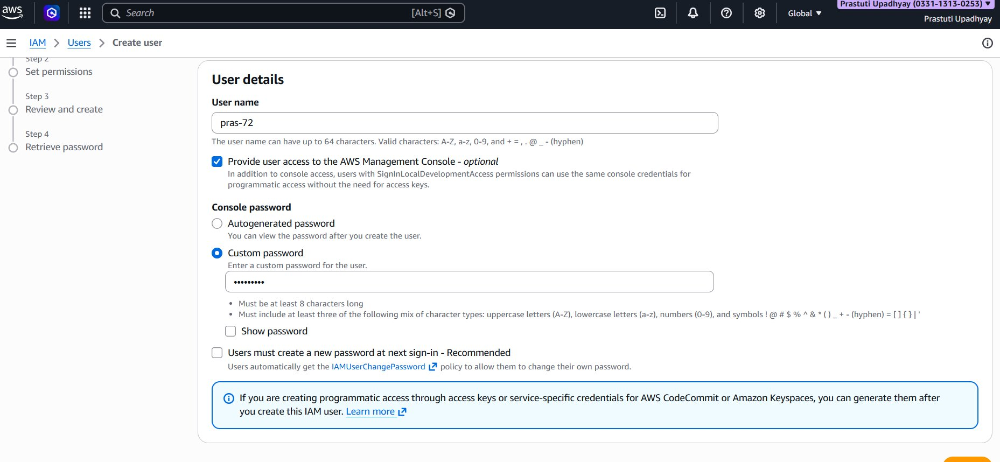 aws
Search [Alt+S]
Global
Prastuti Upadhyay (0331-1313-0253)
Prastuti Upadhyay
IAM > Users > Create user
Step 2
Set permissions
Step 3
Review and create
Step 4
Retrieve password
User details
User name
pras-72
The user name can have up to 64 characters. Valid characters: A-Z, a-z, 0-9, and + = , . @ _ - (hyphen)
Provide user access to the AWS Management Console - optional
In addition to console access, users with SignInLocalDevelopmentAccess permissions can use the same console credentials for
programmatic access without the need for access keys.
Console password
Autogenerated password
You can view the password after you create the user.
Custom password
Enter a custom password for the user.
•••••••••
• Must be at least 8 characters long
• Must include at least three of the following mix of character types: uppercase letters (A-Z), lowercase letters (a-z), numbers (0-9), and symbols ! @ # $ % ^ & * ( ) _ + - (hyphen) = [ ] { } | '
Show password
Users must create a new password at next sign-in - Recommended
Users automatically get the IAMUserChangePassword policy to allow them to change their own password.
If you are creating programmatic access through access keys or service-specific credentials for AWS CodeCommit or Amazon Keyspaces, you can generate them after
you create this IAM user. Learn more